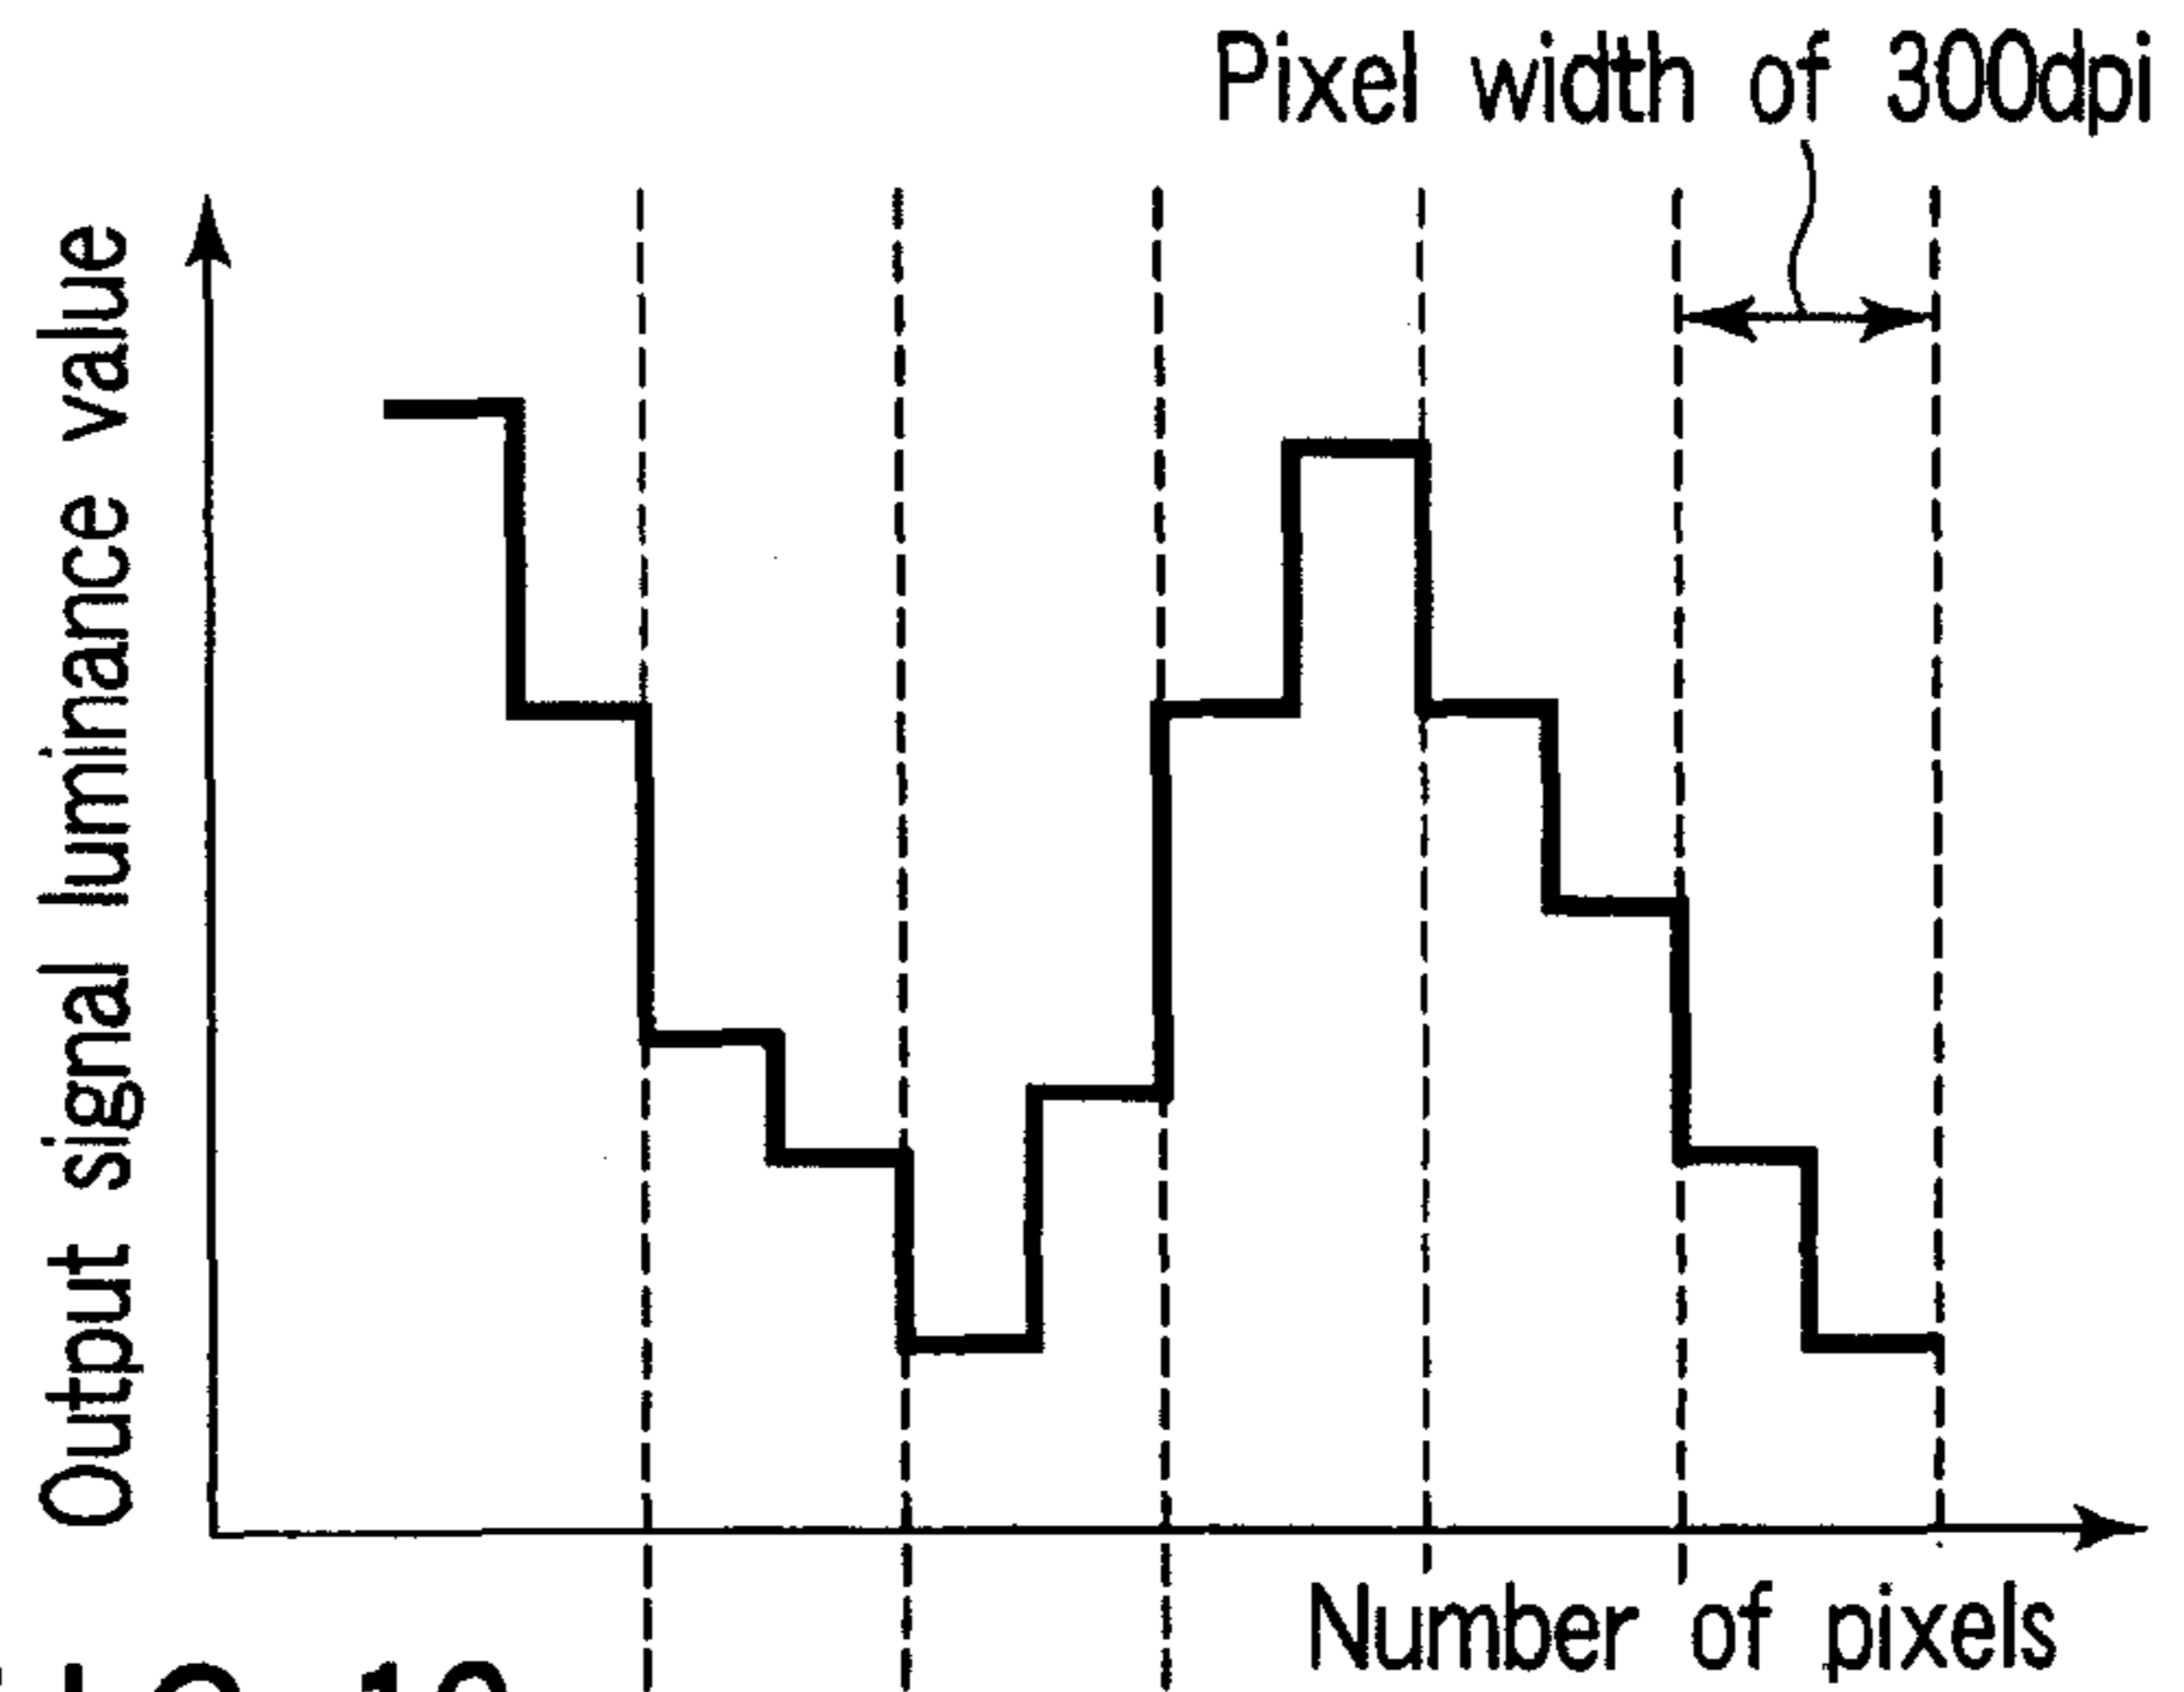 Pixel width of 300dpi
Output signal luminance value
Number of pixels